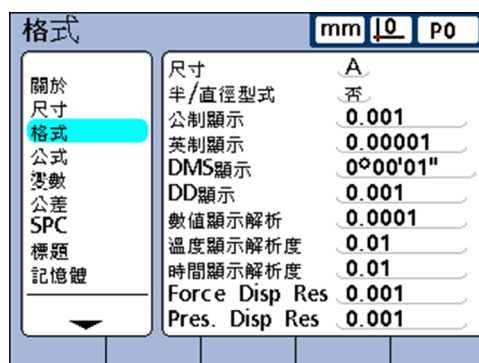 格式 mm 0 P0
關於
尺寸
格式
公式
變數
公差
SPC
標題
記憶體
尺寸 A
半/直徑型式 否
公制顯示 0.001
英制顯示 0.00001
DMS顯示 0°00'01"
DD顯示 0.001
數值顯示解析 0.0001
溫度顯示解析度 0.01
時間顯示解析度 0.01
Force Disp Res 0.001
Pres. Disp Res 0.001